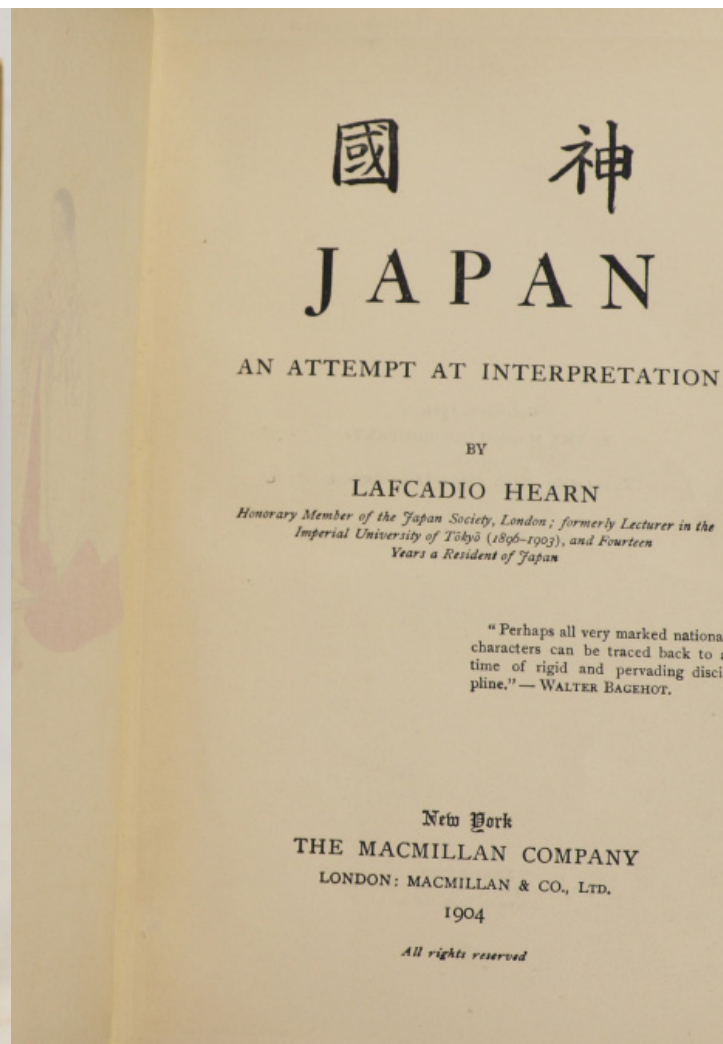 神國
JAPAN
AN ATTEMPT AT INTERPRETATION
BY
LAFCADIO HEARN
Honorary Member of the Japan Society, London; formerly Lecturer in the
Imperial University of Tōkyō (1896–1903), and Fourteen
Years a Resident of Japan
“Perhaps all very marked nationa
characters can be traced back to a
time of rigid and pervading disci
pline.” — WALTER BAGEHOT.
New York
THE MACMILLAN COMPANY
LONDON: MACMILLAN & CO., LTD.
1904
All rights reserved